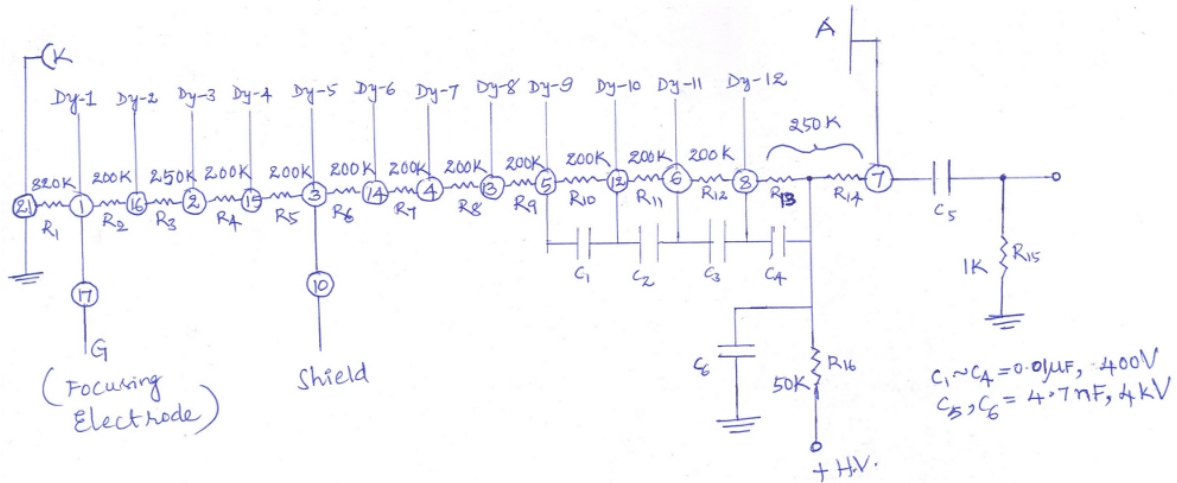 K
A
Dy-1 Dy-2 Dy-3 Dy-4 Dy-5 Dy-6 Dy-7 Dy-8 Dy-9 Dy-10 Dy-11 Dy-12
250K
820K 200K 250K 200K 200K 200K 200K 200K 200K 200K 200K 200K
21 1 16 2 15 3 14 4 13 5 12 6 8 7
R1 R2 R3 R4 R5 R6 R7 R8 R9 R10 R11 R12 R13 R14
C5
C1 C2 C3 C4
1K R15
17
10
G
(Focusing
Electrode)
Shield
C6
R16
50K
+ H.V.
C1~C4 = 0.01μF, 400V
C5, C6 = 4.7nF, 4kV